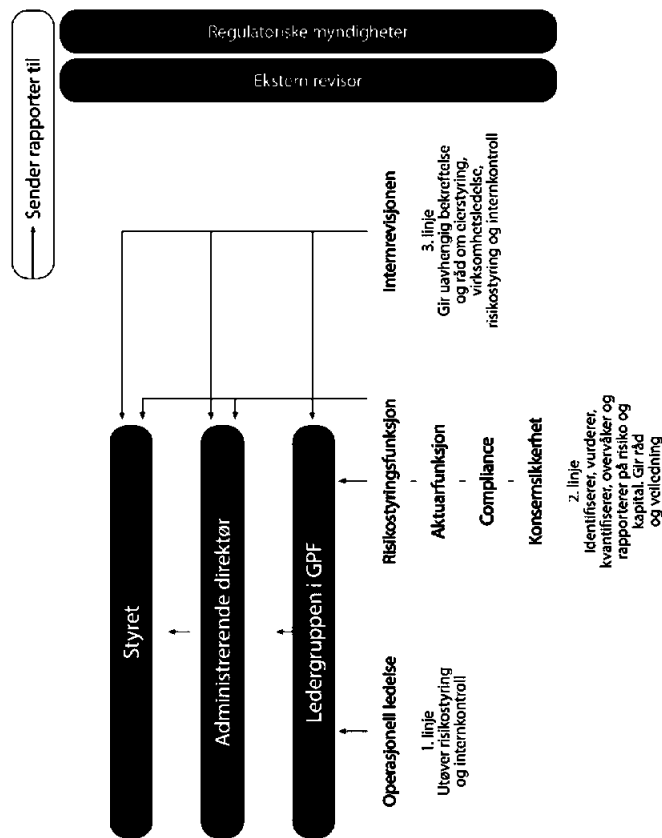 Sender rapporter til
Styret
Administrerende direktør
Ledergruppen i GPF
Operasjonell ledelse
1. linje
Utøver risikostyring
og internkontroll
Risikostyringsfunksjon
Aktuarfunksjon
Compliance
Konsernsikkerhet
2. linje
Identifiserer, vurderer,
kvantifiserer, overvåker og
rapporterer på risiko og
kapital. Gir råd
og veiledning
Internrevisjonen
3. linje
Gir uavhengig bekreftelse
og råd om eierstyring,
virksomhetsledelse,
risikostyring og internkontroll
Ekstern revisor
Regulatoriske myndigheter